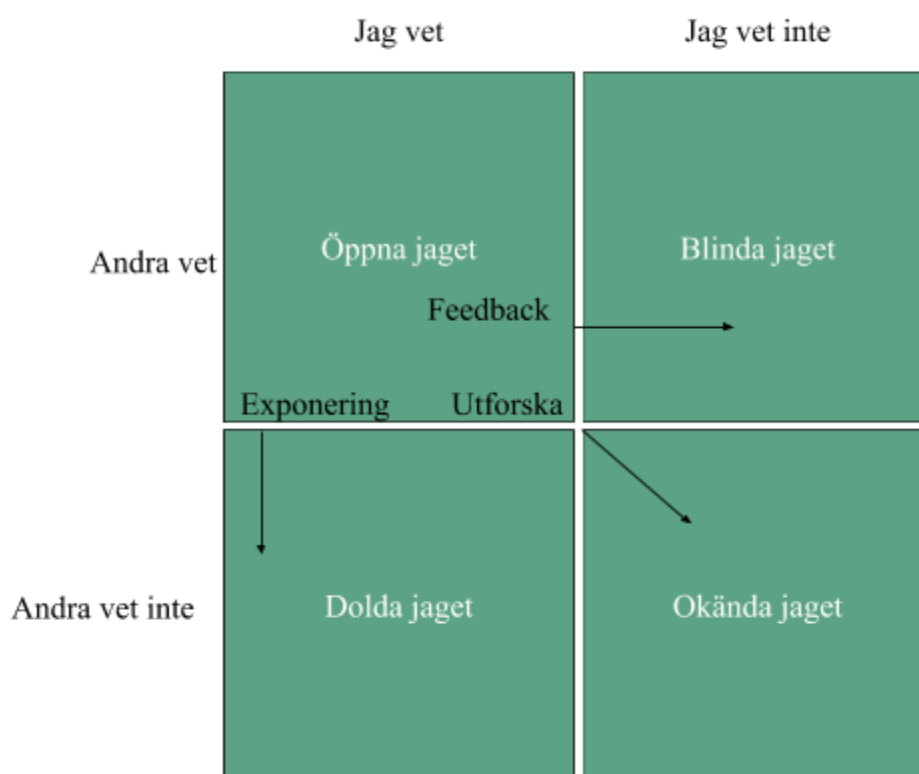 Jag vet
Jag vet inte
Andra vet
Öppna jaget
Blinda jaget
Feedback
Exponering
Utforska
Andra vet inte
Dolda jaget
Okända jaget